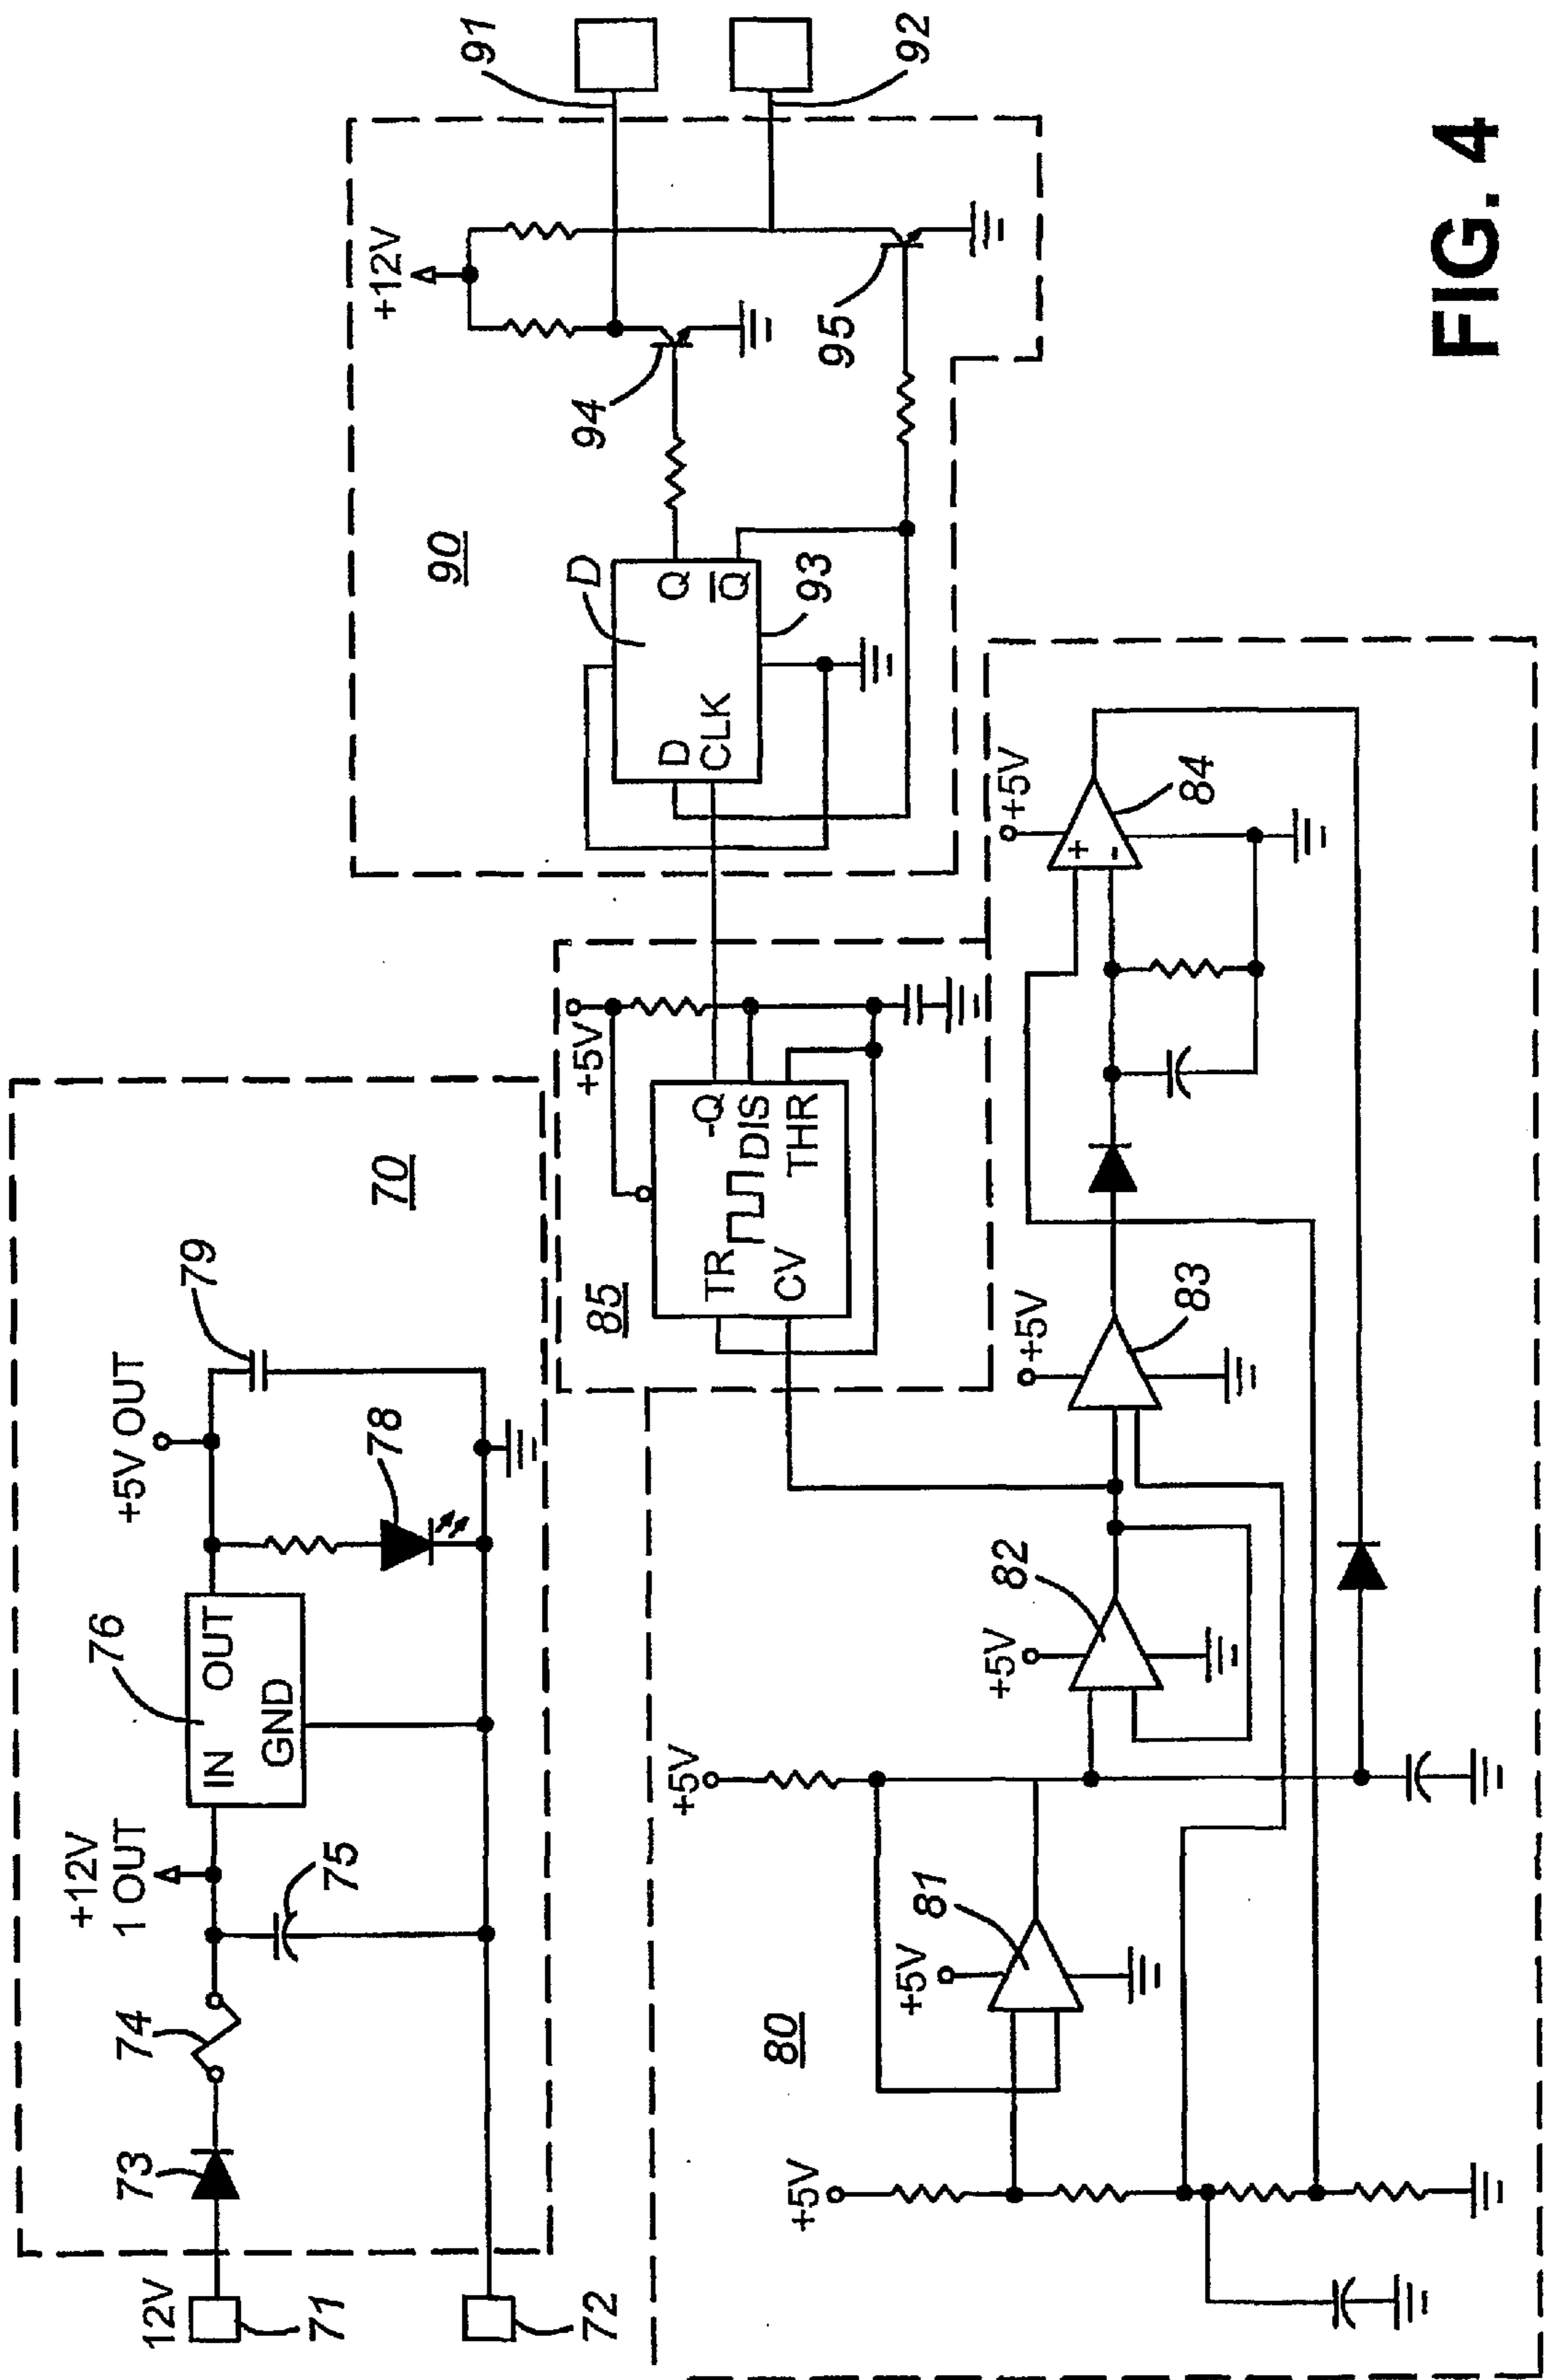 12V
71
72
73
74
75
+12V
1 OUT
76
IN
OUT
GND
+5V OUT
78
79
70
80
+5V
81
+5V
+5V
82
+5V
83
+5V
84
+5V
+
-
85
TR
CV
-Q
DIS
THR
+5V
90
D
D
CLK
Q
Q̅
93
94
95
+12V
91
92
FIG. 4